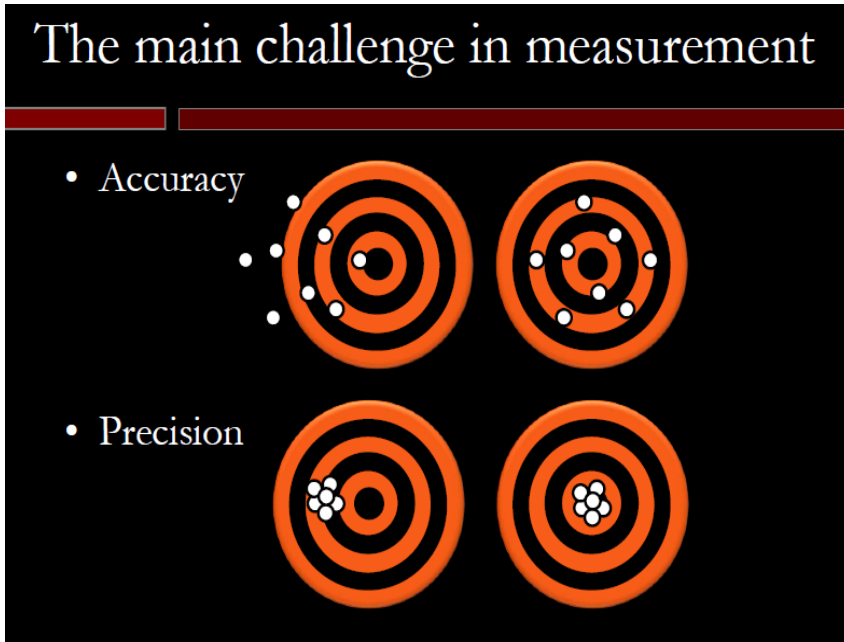 The main challenge in measurement
• Accuracy
• Precision